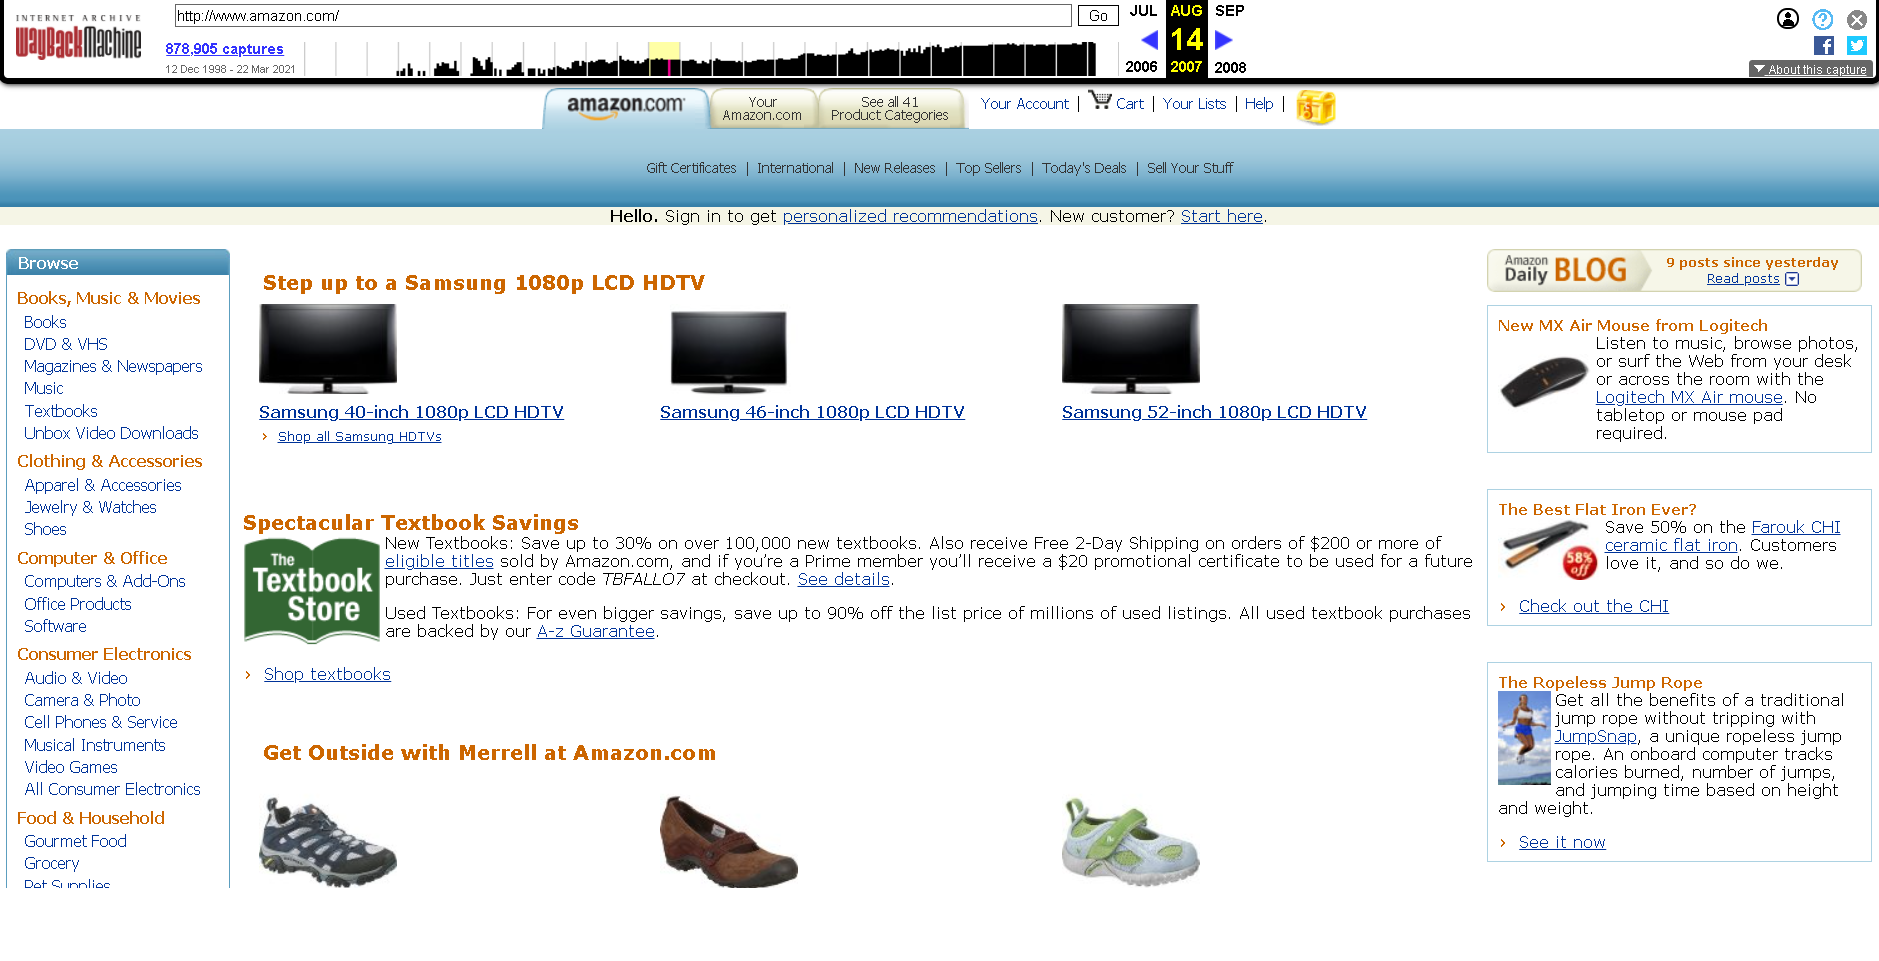 INTERNET ARCHIVE
WayBackMachine
http://www.amazon.com/
Go
878,905 captures
12 Dec 1998 - 22 Mar 2021
JUL AUG SEP
14
2006 2007 2008
About this capture
amazon.com
Your
Amazon.com
See all 41
Product Categories
Your Account | Cart | Your Lists | Help |
Gift Certificates | International | New Releases | Top Sellers | Today's Deals | Sell Your Stuff
Hello. Sign in to get personalized recommendations. New customer? Start here.
Browse
Books, Music & Movies
Books
DVD & VHS
Magazines & Newspapers
Music
Textbooks
Unbox Video Downloads
Clothing & Accessories
Apparel & Accessories
Jewelry & Watches
Shoes
Computer & Office
Computers & Add-Ons
Office Products
Software
Consumer Electronics
Audio & Video
Camera & Photo
Cell Phones & Service
Musical Instruments
Video Games
All Consumer Electronics
Food & Household
Gourmet Food
Grocery
Pet Supplies
Step up to a Samsung 1080p LCD HDTV
Samsung 40-inch 1080p LCD HDTV
Samsung 46-inch 1080p LCD HDTV
Samsung 52-inch 1080p LCD HDTV
› Shop all Samsung HDTVs
Spectacular Textbook Savings
The
Textbook
Store
New Textbooks: Save up to 30% on over 100,000 new textbooks. Also receive Free 2-Day Shipping on orders of $200 or more of
eligible titles sold by Amazon.com, and if you're a Prime member you'll receive a $20 promotional certificate to be used for a future
purchase. Just enter code TBFALLO7 at checkout. See details.
Used Textbooks: For even bigger savings, save up to 90% off the list price of millions of used listings. All used textbook purchases
are backed by our A-z Guarantee.
› Shop textbooks
Get Outside with Merrell at Amazon.com
Amazon
Daily BLOG
9 posts since yesterday
Read posts
New MX Air Mouse from Logitech
Listen to music, browse photos,
or surf the Web from your desk
or across the room with the
Logitech MX Air mouse. No
tabletop or mouse pad
required.
The Best Flat Iron Ever?
Save 50% on the Farouk CHI
ceramic flat iron. Customers
love it, and so do we.
58%
off
› Check out the CHI
The Ropeless Jump Rope
Get all the benefits of a traditional
jump rope without tripping with
JumpSnap, a unique ropeless jump
rope. An onboard computer tracks
calories burned, number of jumps,
and jumping time based on height
and weight.
› See it now